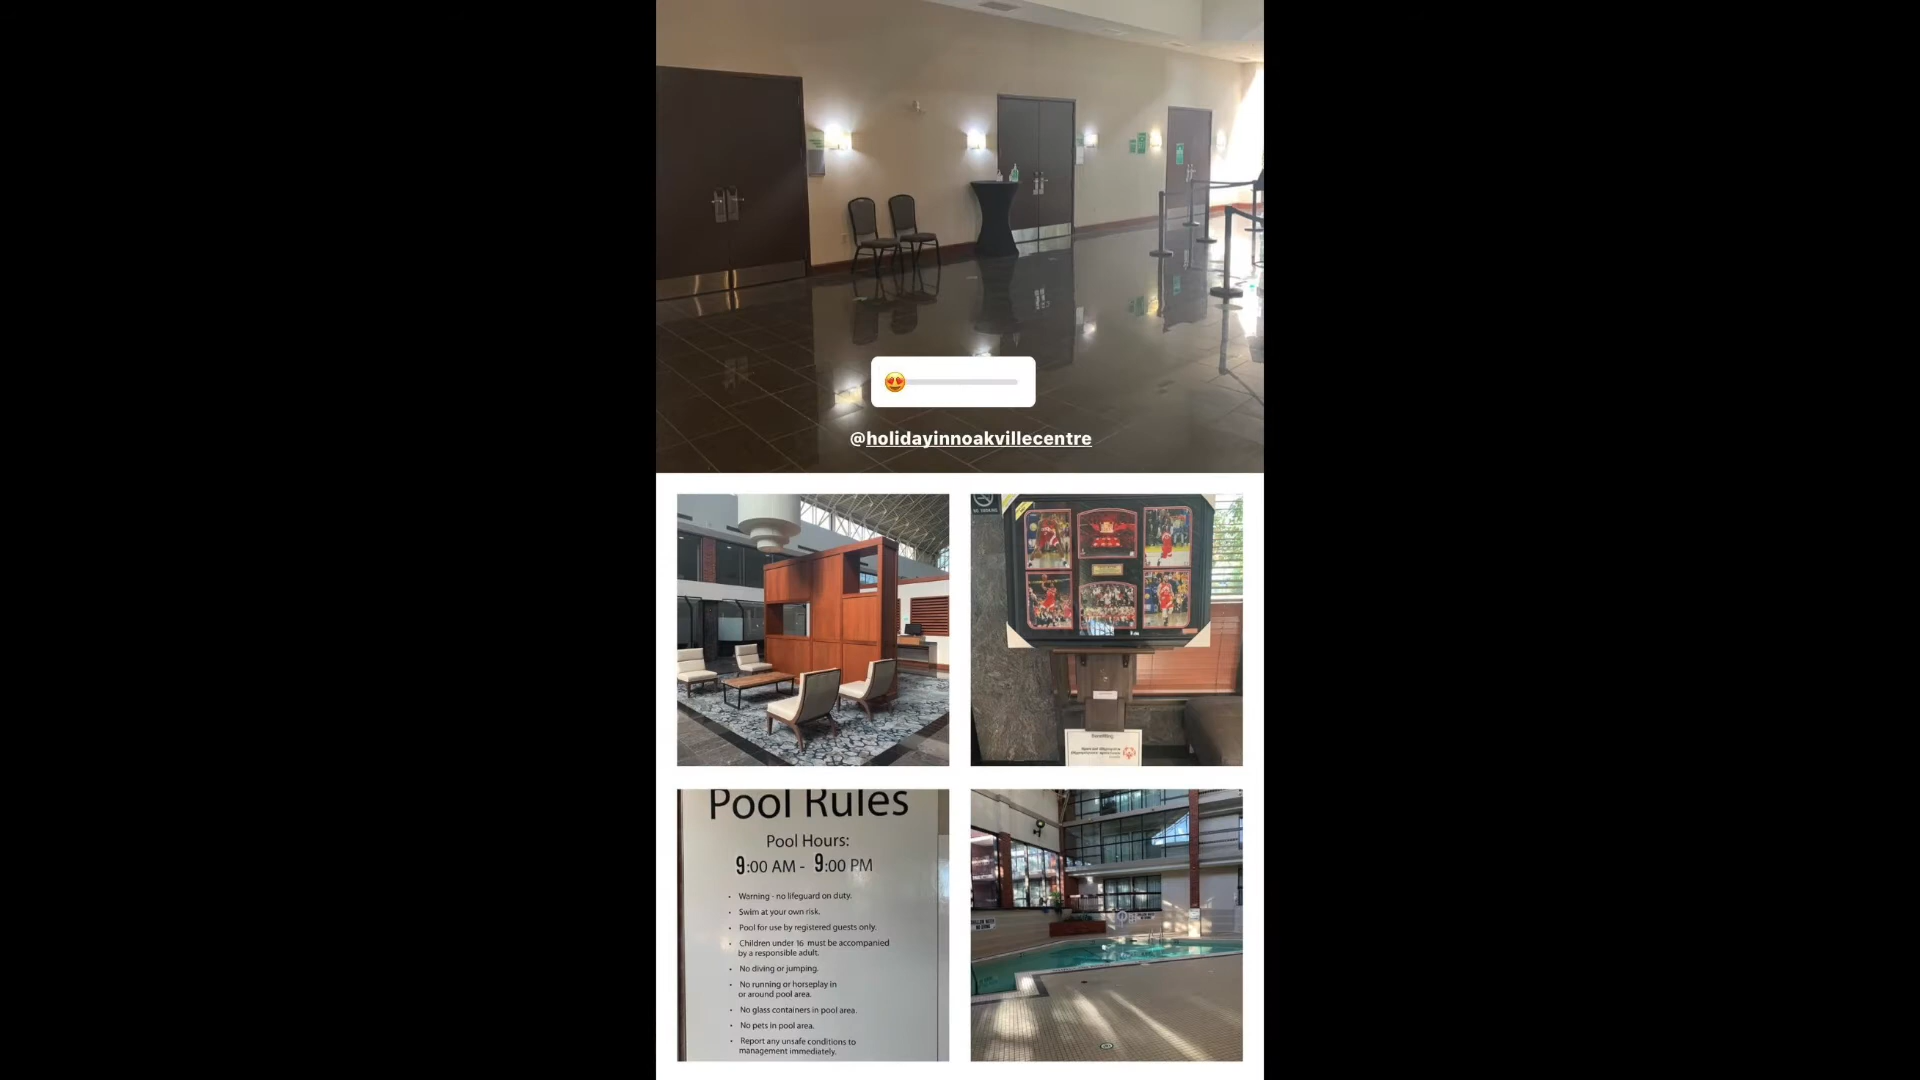 @holidayinnoakvillecentre
NO SMOKING
Benefitting
Pool Rules
Pool Hours:
9:00 AM - 9:00 PM
• Warning - no lifeguard on duty.
• Swim at your own risk.
• Pool for use by registered guests only.
• Children under 16 must be accompanied
by a responsible adult.
• No diving or jumping.
• No running or horseplay in
or around pool area.
• No glass containers in pool area.
• No pets in pool area.
• Report any unsafe conditions to
management immediately.